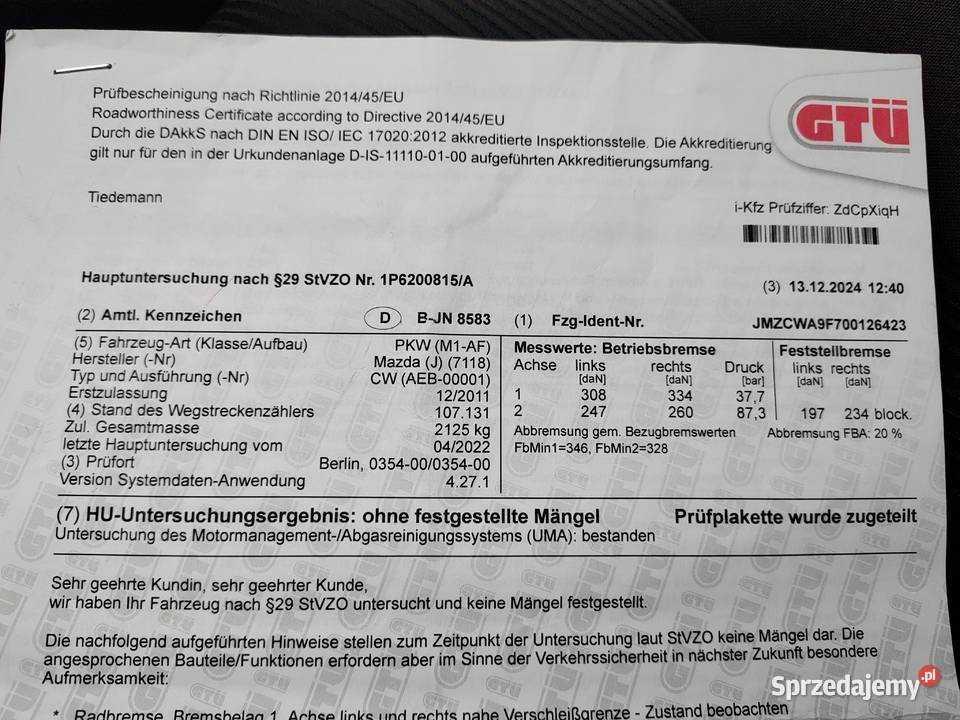 Prüfbescheinigung nach Richtlinie 2014/45/EU
Roadworthiness Certificate according to Directive 2014/45/EU
Durch die DAkkS nach DIN EN ISO/ IEC 17020:2012 akkreditierte Inspektionsstelle. Die Akkreditierung
gilt nur für den in der Urkundenanlage D-IS-11110-01-00 aufgeführten Akkreditierungsumfang.
GTÜ
Tiedemann
i-Kfz Prüfziffer: ZdCpXiqH
Hauptuntersuchung nach §29 StVZO Nr. 1P6200815/A
(3) 13.12.2024 12:40
(2) Amtl. Kennzeichen D B-JN 8583 (1) Fzg-Ident-Nr. JMZCWA9F700126423
(5) Fahrzeug-Art (Klasse/Aufbau) PKW (M1-AF)
Hersteller (-Nr) Mazda (J) (7118)
Typ und Ausführung (-Nr) CW (AEB-00001)
Erstzulassung 12/2011
(4) Stand des Wegstreckenzählers 107.131
Zul. Gesamtmasse 2125 kg
letzte Hauptuntersuchung vom 04/2022
(3) Prüfort Berlin, 0354-00/0354-00
Version Systemdaten-Anwendung 4.27.1
Messwerte: Betriebsbremse
Achse links rechts Druck
[daN] [daN] [bar]
1 308 334 37,7
2 247 260 87,3
Abbremsung gem. Bezugbremswerten
FbMin1=346, FbMin2=328
Feststellbremse
links rechts
[daN] [daN]
197 234 block.
Abbremsung FBA: 20 %
(7) HU-Untersuchungsergebnis: ohne festgestellte Mängel Prüfplakette wurde zugeteilt
Untersuchung des Motormanagement-/Abgasreinigungssystems (UMA): bestanden
Sehr geehrte Kundin, sehr geehrter Kunde,
wir haben Ihr Fahrzeug nach §29 StVZO untersucht und keine Mängel festgestellt.
Die nachfolgend aufgeführten Hinweise stellen zum Zeitpunkt der Untersuchung laut StVZO keine Mängel dar. Die
angesprochenen Bauteile/Funktionen erfordern aber im Sinne der Verkehrssicherheit in nächster Zukunft besondere
Aufmerksamkeit:
* Radbremse, Bremsbelag 1. Achse links und rechts nahe Verschleißgrenze - Zustand beobachten
Sprzedajemy.pl